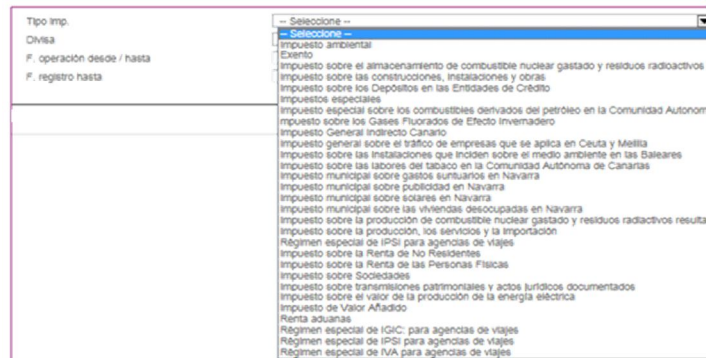 Tipo Imp.
-- Seleccione --
Divisa
F. operación desde / hasta
F. registro hasta
-- Seleccione --
Impuesto ambiental
Exento
Impuesto sobre el almacenamiento de combustible nuclear gastado y residuos radioactivos
Impuesto sobre las construcciones, instalaciones y obras
Impuesto sobre los Depósitos en las Entidades de Crédito
Impuestos especiales
Impuesto especial sobre los combustibles derivados del petróleo en la Comunidad Autonom
mpuesto sobre los Gases Fluorados de Efecto Invernadero
Impuesto General Indirecto Canario
Impuesto general sobre el tráfico de empresas que se aplica en Ceuta y Melilla
Impuesto sobre las instalaciones que inciden sobre el medio ambiente en las Baleares
Impuesto sobre las labores del tabaco en la Comunidad Autónoma de Canarias
Impuesto municipal sobre gastos suntuarios en Navarra
Impuesto municipal sobre publicidad en Navarra
Impuesto municipal sobre solares en Navarra
Impuesto municipal sobre las viviendas desocupadas en Navarra
Impuesto sobre la producción de combustible nuclear gastado y residuos radiactivos resulta
Impuesto sobre la producción, los servicios y la importación
Régimen especial de IPSI para agencias de viajes
Impuesto sobre la Renta de No Residentes
Impuesto sobre la Renta de las Personas Físicas
Impuesto sobre Sociedades
Impuesto sobre transmisiones patrimoniales y actos jurídicos documentados
Impuesto sobre el valor de la producción de la energía eléctrica
Impuesto de Valor Añadido
Renta aduanas
Régimen especial de IGIC: para agencias de viajes
Régimen especial de IPSI para agencias de viajes
Régimen especial de IVA para agencias de viajes